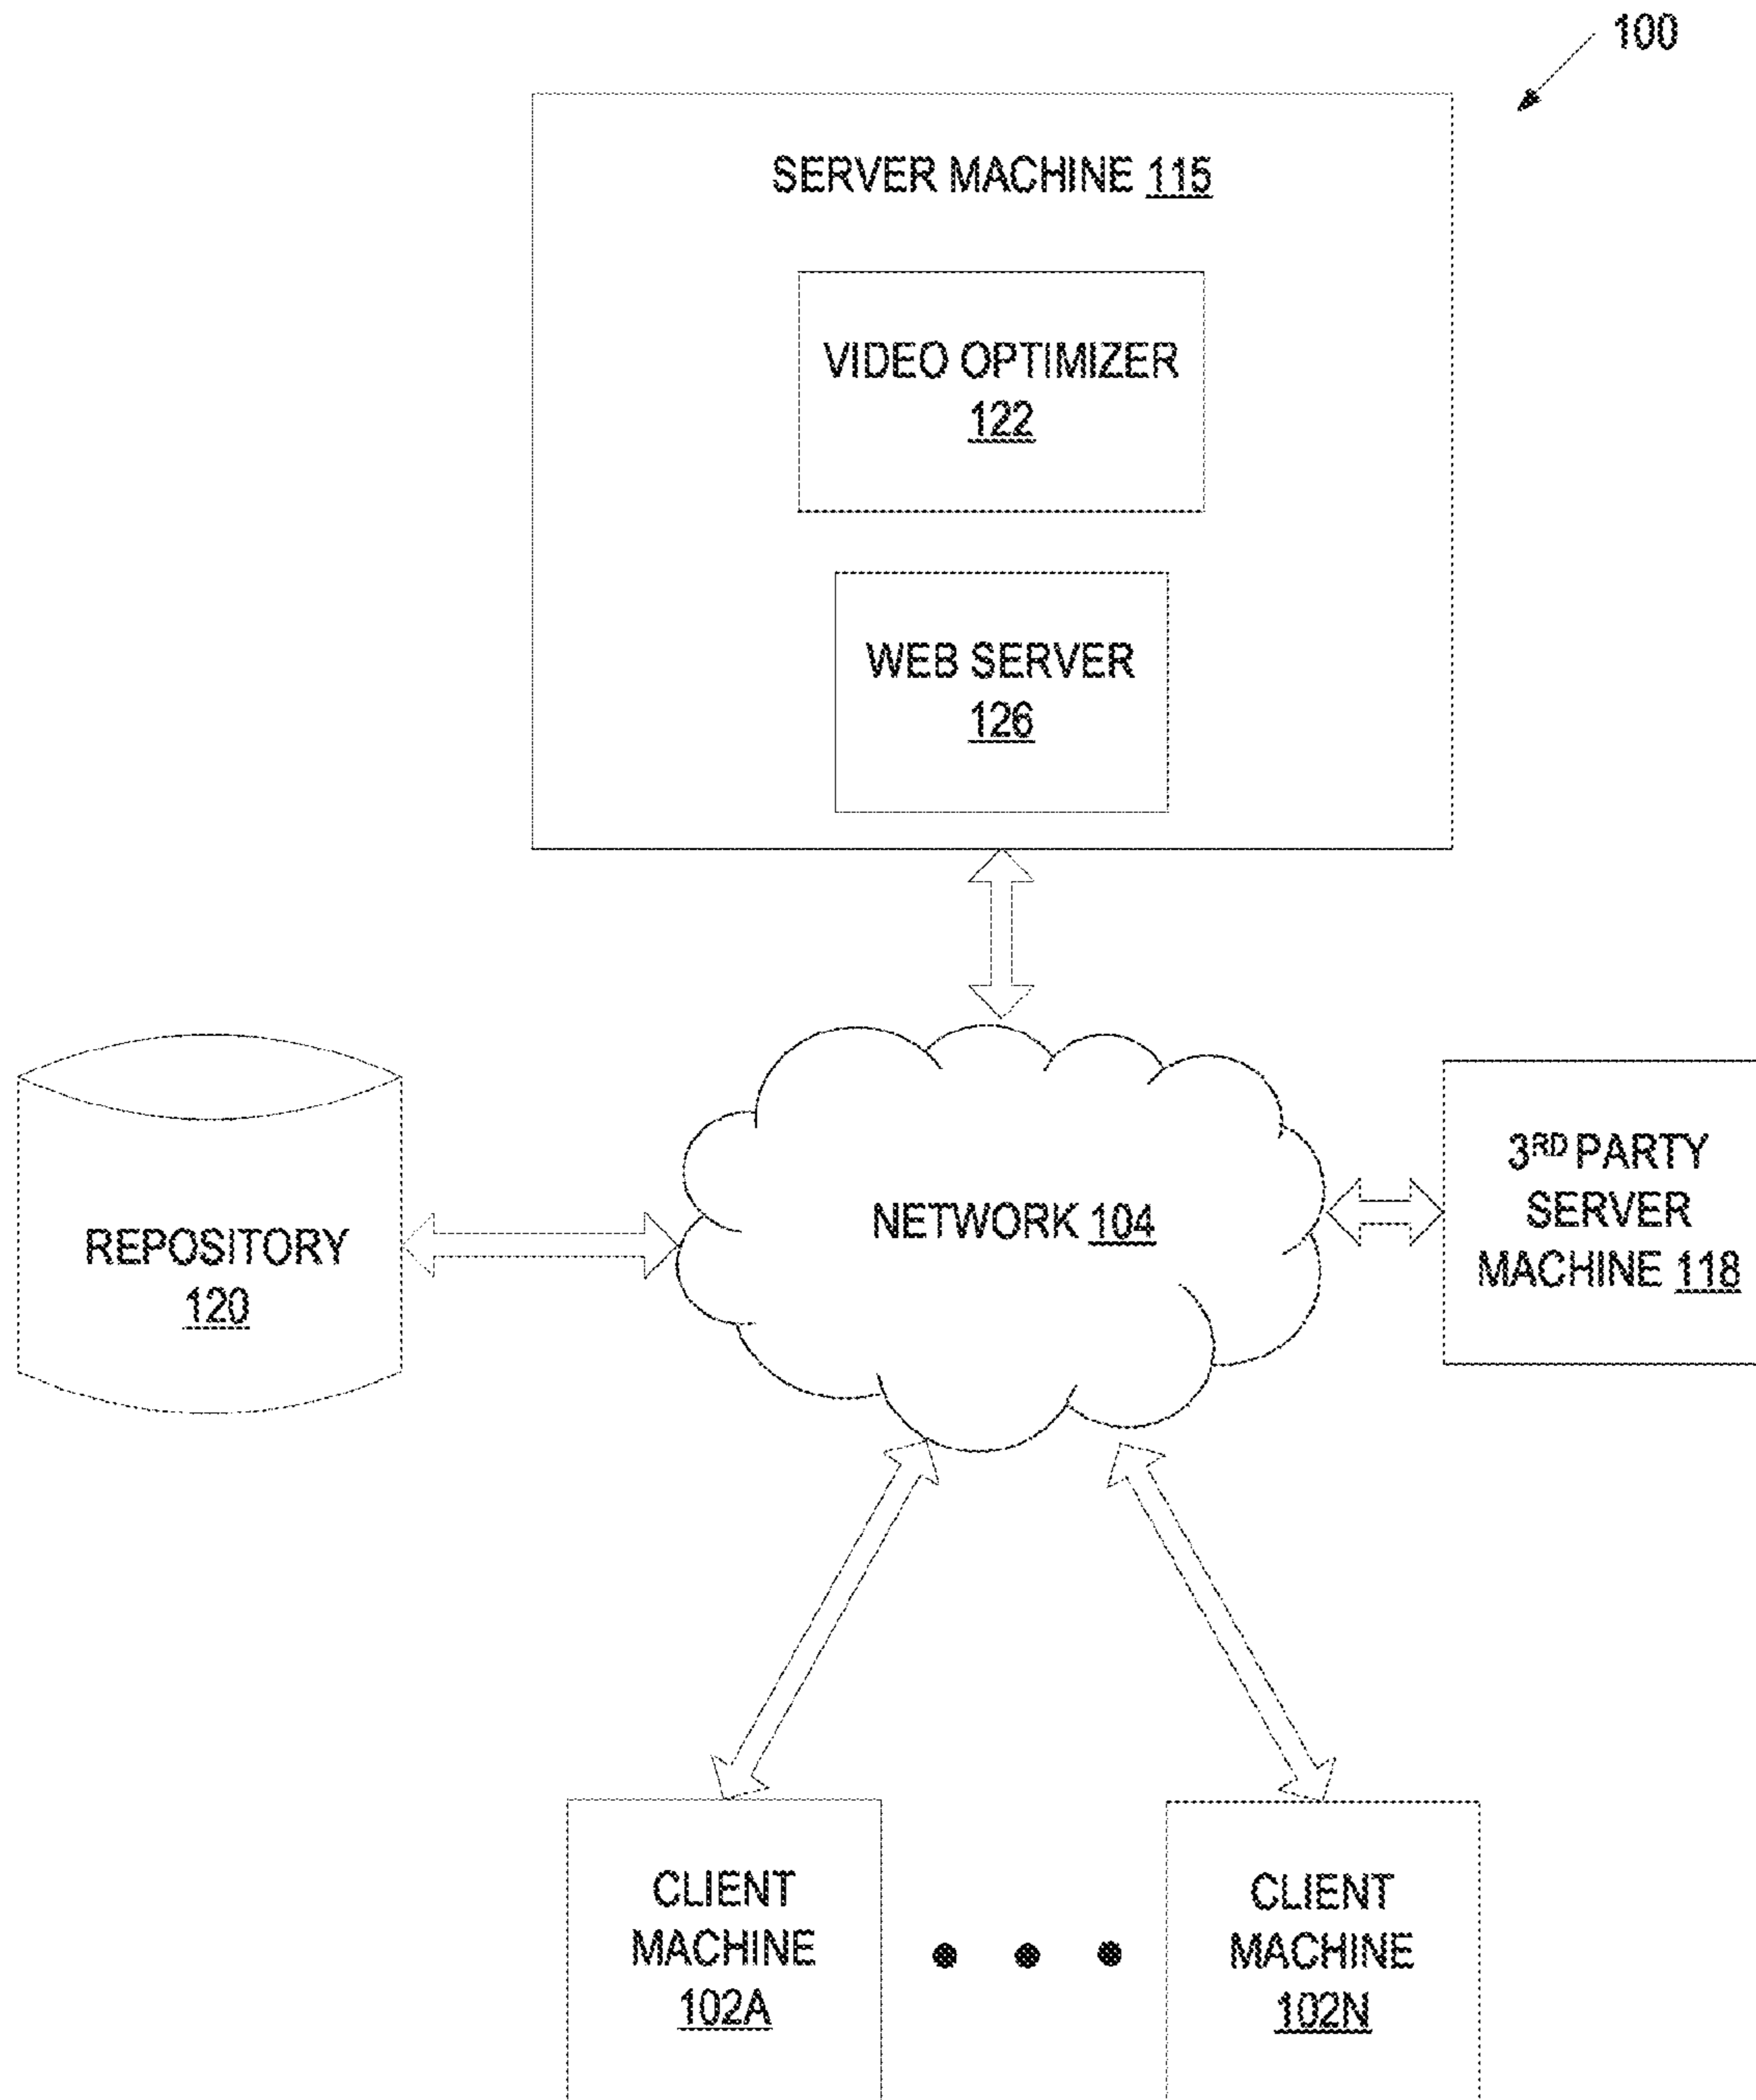 100
SERVER MACHINE 115
VIDEO OPTIMIZER
122
WEB SERVER
126
NETWORK 104
3RD PARTY
SERVER
MACHINE 118
REPOSITORY
120
CLIENT
MACHINE
102A
CLIENT
MACHINE
102N